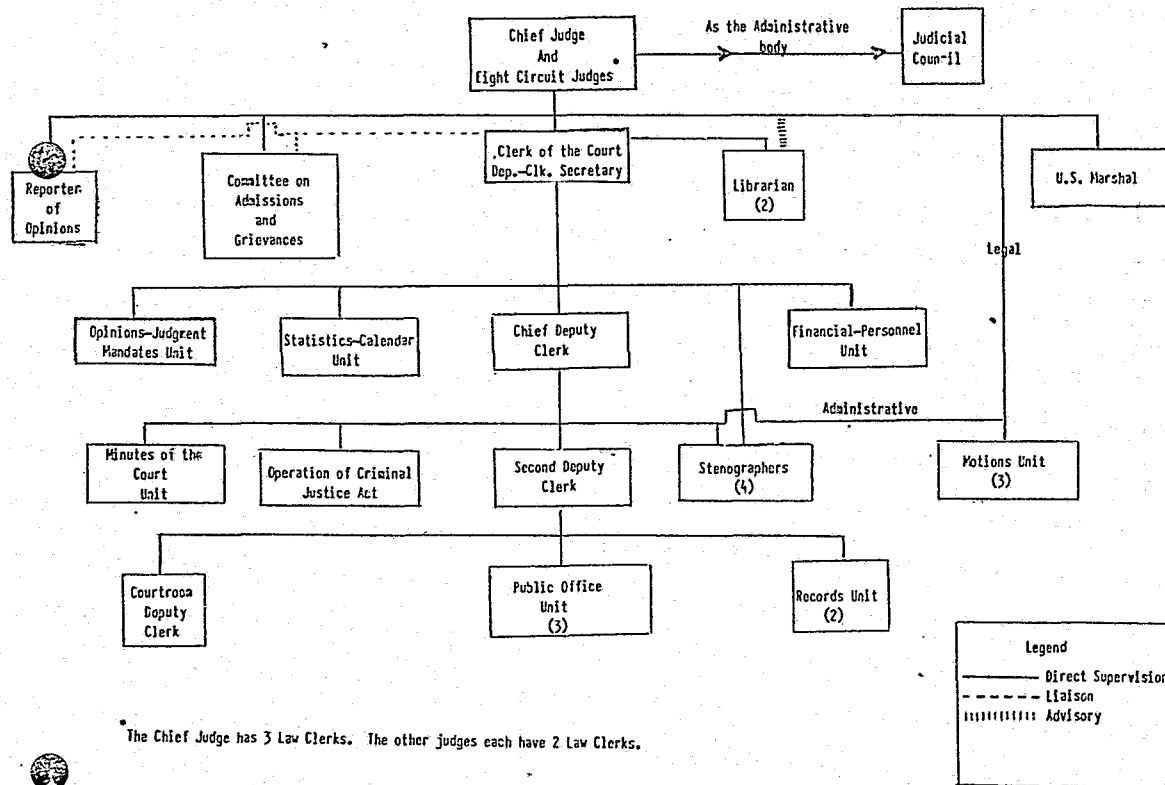 Chief Judge
And
Eight Circuit Judges
As the Administrative
body
Judicial
Council
Reporter
of
Opinions
Committee on
Admissions
and
Grievances
Clerk of the Court
Dep.-Clk. Secretary
Librarian
(2)
U.S. Marshal
Legal
Opinions-Judgment
Mandates Unit
Statistics-Calendar
Unit
Chief Deputy
Clerk
Financial-Personnel
Unit
Administrative
Minutes of the
Court
Unit
Operation of Criminal
Justice Act
Second Deputy
Clerk
Stenographers
(4)
Motions Unit
(3)
Courtroom
Deputy
Clerk
Public Office
Unit
(3)
Records Unit
(2)
Legend
Direct Supervision
Liaison
Advisory
The Chief Judge has 3 Law Clerks. The other judges each have 2 Law Clerks.